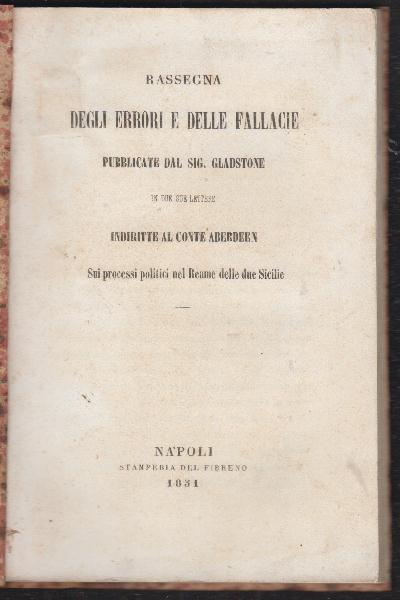 RASSEGNA
DEGLI ERRORI E DELLE FALLACIE
PUBBLICATE DAL SIG. GLADSTONE
IN DUE SUE LETTERE
INDIRITTE AL CONTE ABERDEEN
Sui processi politici nel Reame delle due Sicilie
NAPOLI
STAMPERIA DEL FIBRENO
1851